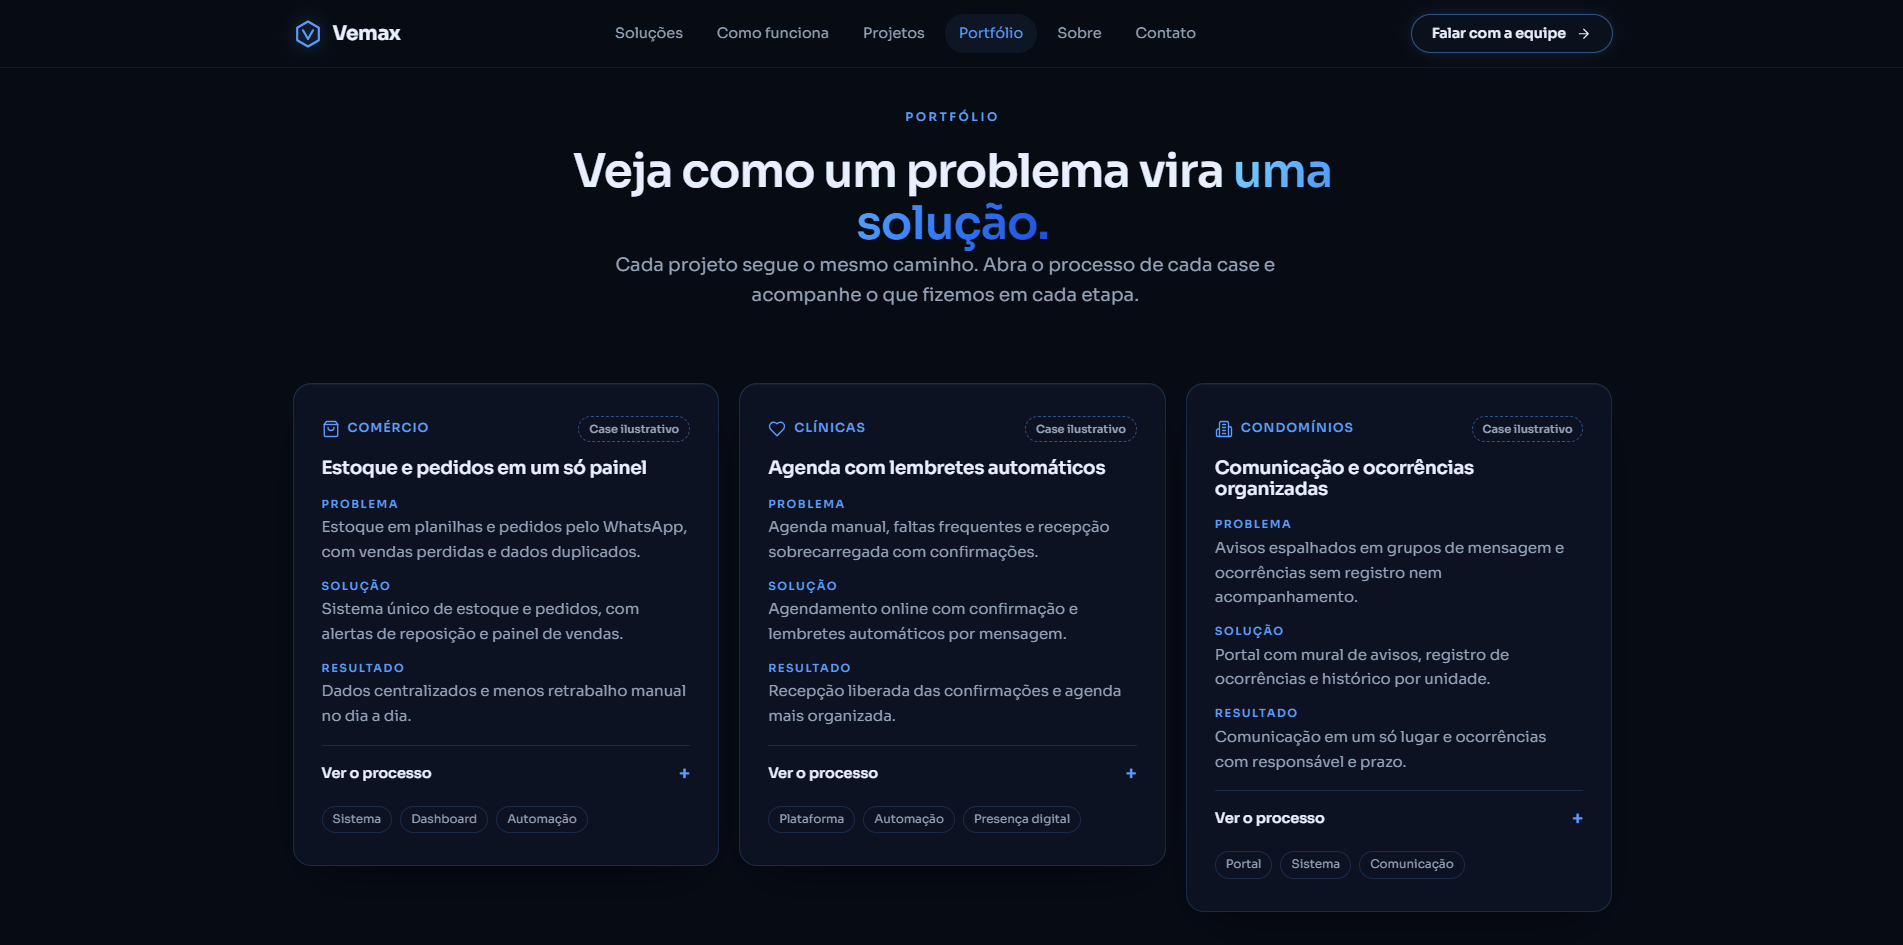 Vemax
Soluções
Como funciona
Projetos
Portfólio
Sobre
Contato
Falar com a equipe →
PORTFÓLIO
Veja como um problema vira uma
solução.
Cada projeto segue o mesmo caminho. Abra o processo de cada case e
acompanhe o que fizemos em cada etapa.
COMÉRCIO
Case ilustrativo
Estoque e pedidos em um só painel
PROBLEMA
Estoque em planilhas e pedidos pelo WhatsApp,
com vendas perdidas e dados duplicados.
SOLUÇÃO
Sistema único de estoque e pedidos, com
alertas de reposição e painel de vendas.
RESULTADO
Dados centralizados e menos retrabalho manual
no dia a dia.
Ver o processo +
Sistema
Dashboard
Automação
CLÍNICAS
Case ilustrativo
Agenda com lembretes automáticos
PROBLEMA
Agenda manual, faltas frequentes e recepção
sobrecarregada com confirmações.
SOLUÇÃO
Agendamento online com confirmação e
lembretes automáticos por mensagem.
RESULTADO
Recepção liberada das confirmações e agenda
mais organizada.
Ver o processo +
Plataforma
Automação
Presença digital
CONDOMÍNIOS
Case ilustrativo
Comunicação e ocorrências
organizadas
PROBLEMA
Avisos espalhados em grupos de mensagem e
ocorrências sem registro nem
acompanhamento.
SOLUÇÃO
Portal com mural de avisos, registro de
ocorrências e histórico por unidade.
RESULTADO
Comunicação em um só lugar e ocorrências
com responsável e prazo.
Ver o processo +
Portal
Sistema
Comunicação